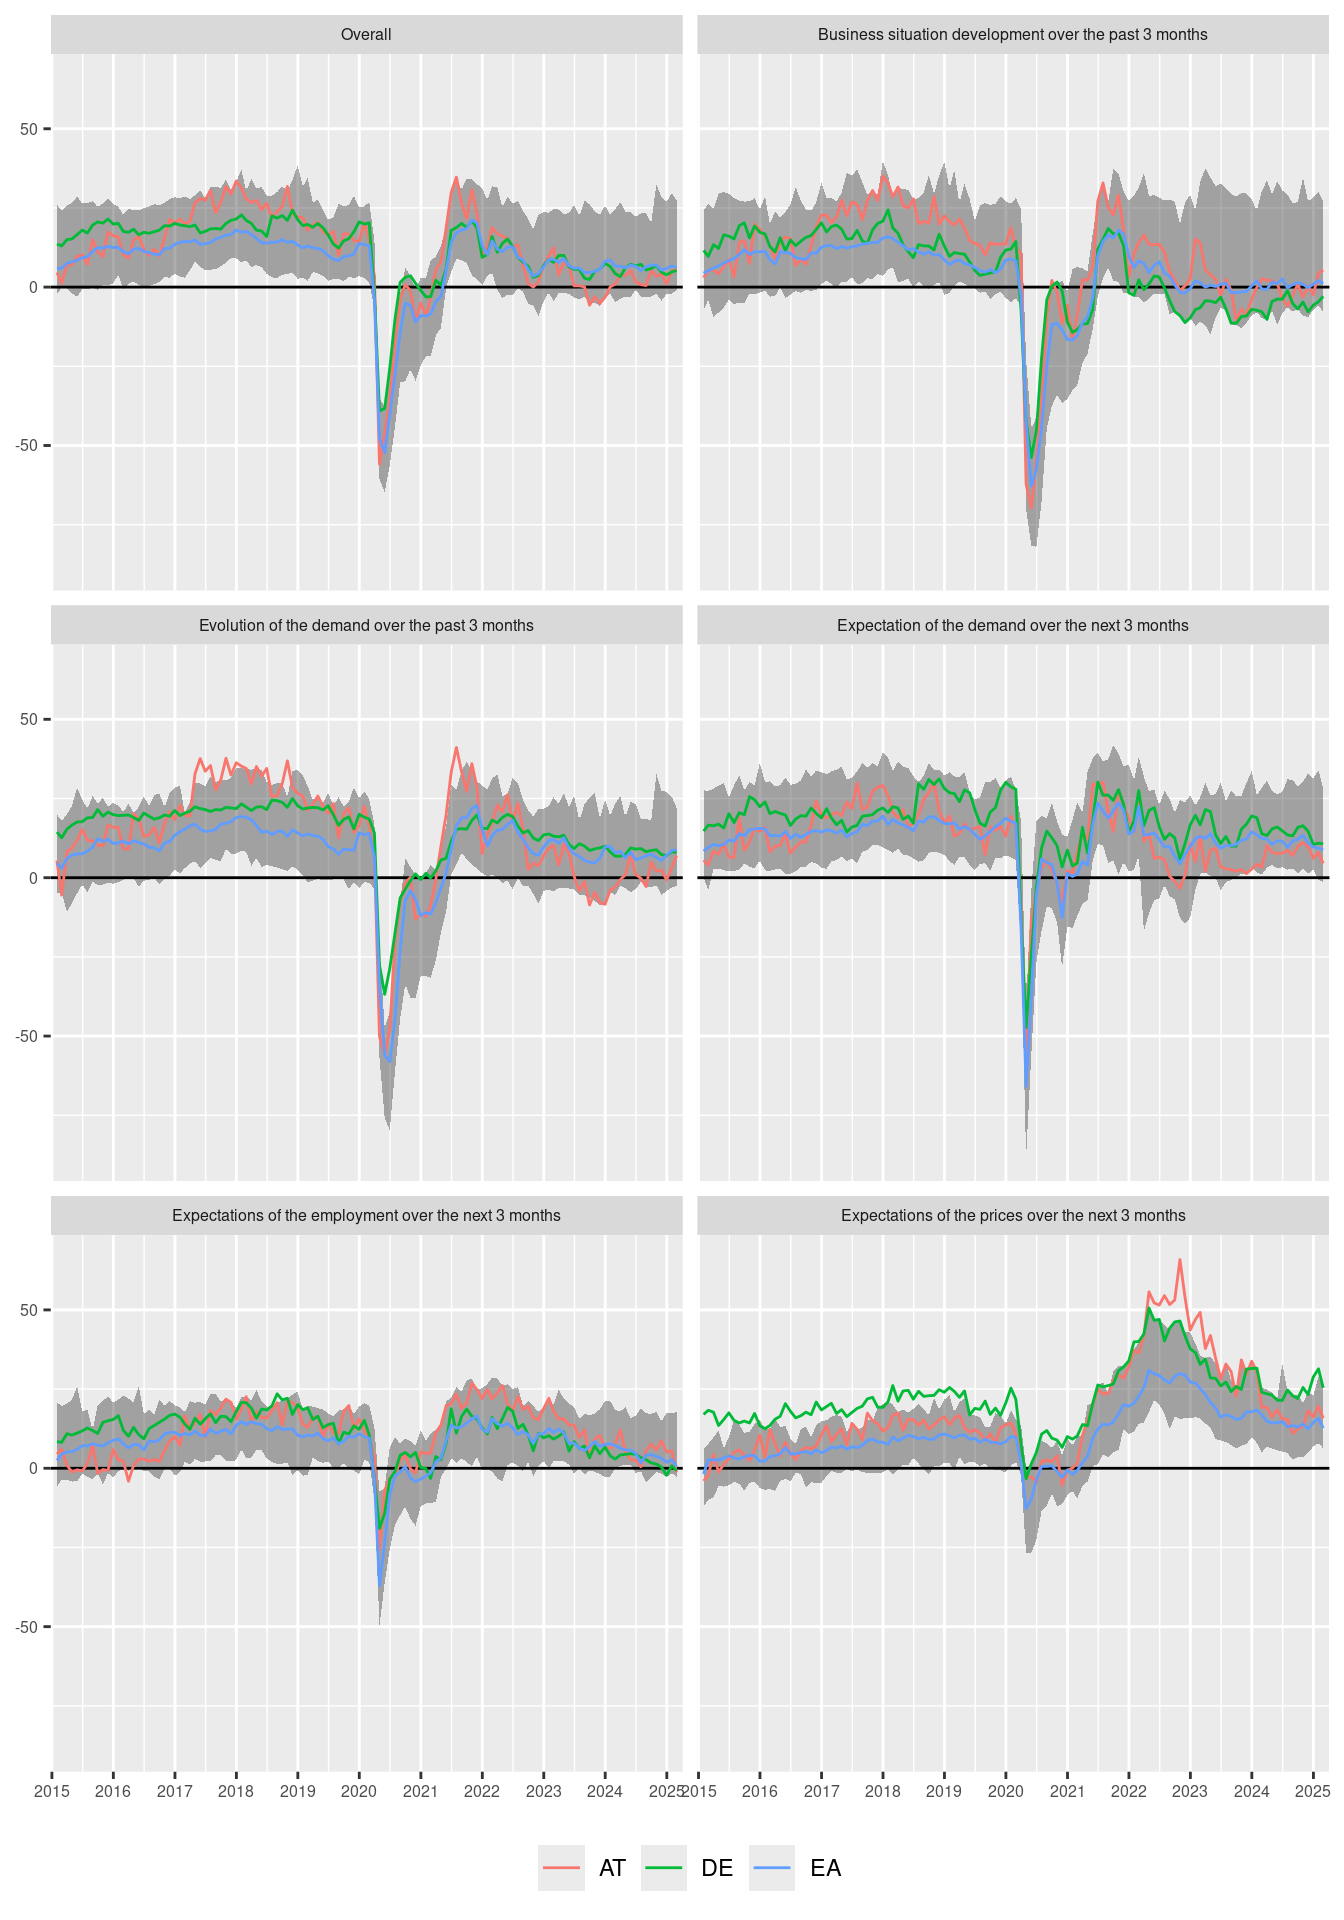 Overall
Business situation development over the past 3 months
50
0
-50
Evolution of the demand over the past 3 months
Expectation of the demand over the next 3 months
50
0
-50
Expectations of the employment over the next 3 months
Expectations of the prices over the next 3 months
50
0
-50
2015 2016 2017 2018 2019 2020 2021 2022 2023 2024 2025
2015 2016 2017 2018 2019 2020 2021 2022 2023 2024 2025
AT DE EA